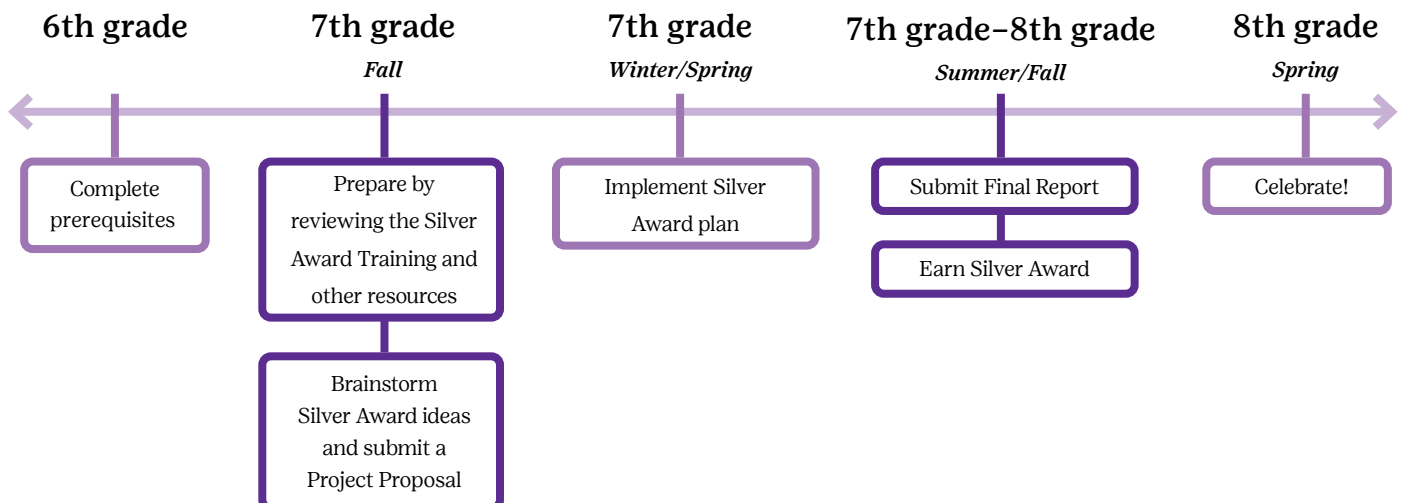 6th grade
Complete
prerequisites
7th grade
Fall
Prepare by
reviewing the Silver
Award Training and
other resources
Brainstorm
Silver Award ideas
and submit a
Project Proposal
7th grade
Winter/Spring
Implement Silver
Award plan
7th grade–8th grade
Summer/Fall
Submit Final Report
Earn Silver Award
8th grade
Spring
Celebrate!